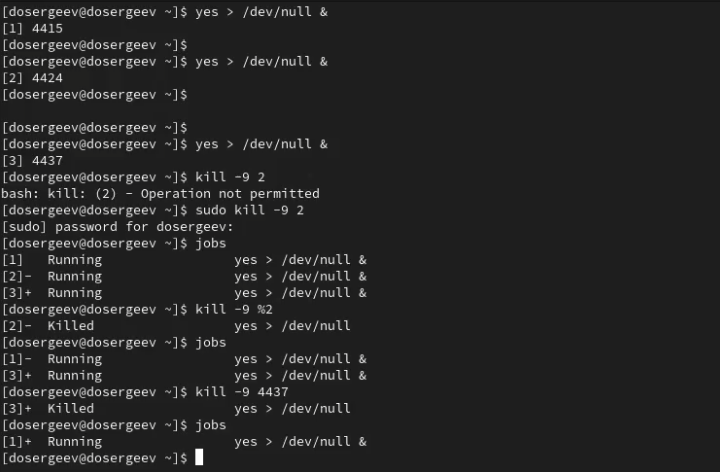 [dosergeev@dosergeev ~]$ yes > /dev/null &
[1] 4415
[dosergeev@dosergeev ~]$
[dosergeev@dosergeev ~]$ yes > /dev/null &
[2] 4424
[dosergeev@dosergeev ~]$
[dosergeev@dosergeev ~]$
[dosergeev@dosergeev ~]$ yes > /dev/null &
[3] 4437
[dosergeev@dosergeev ~]$ kill -9 2
bash: kill: (2) - Operation not permitted
[dosergeev@dosergeev ~]$ sudo kill -9 2
[sudo] password for dosergeev:
[dosergeev@dosergeev ~]$ jobs
[1]   Running                 yes > /dev/null &
[2]-  Running                 yes > /dev/null &
[3]+  Running                 yes > /dev/null &
[dosergeev@dosergeev ~]$ kill -9 %2
[2]-  Killed                  yes > /dev/null
[dosergeev@dosergeev ~]$ jobs
[1]-  Running                 yes > /dev/null &
[3]+  Running                 yes > /dev/null &
[dosergeev@dosergeev ~]$ kill -9 4437
[3]+  Killed                  yes > /dev/null
[dosergeev@dosergeev ~]$ jobs
[1]+  Running                 yes > /dev/null &
[dosergeev@dosergeev ~]$